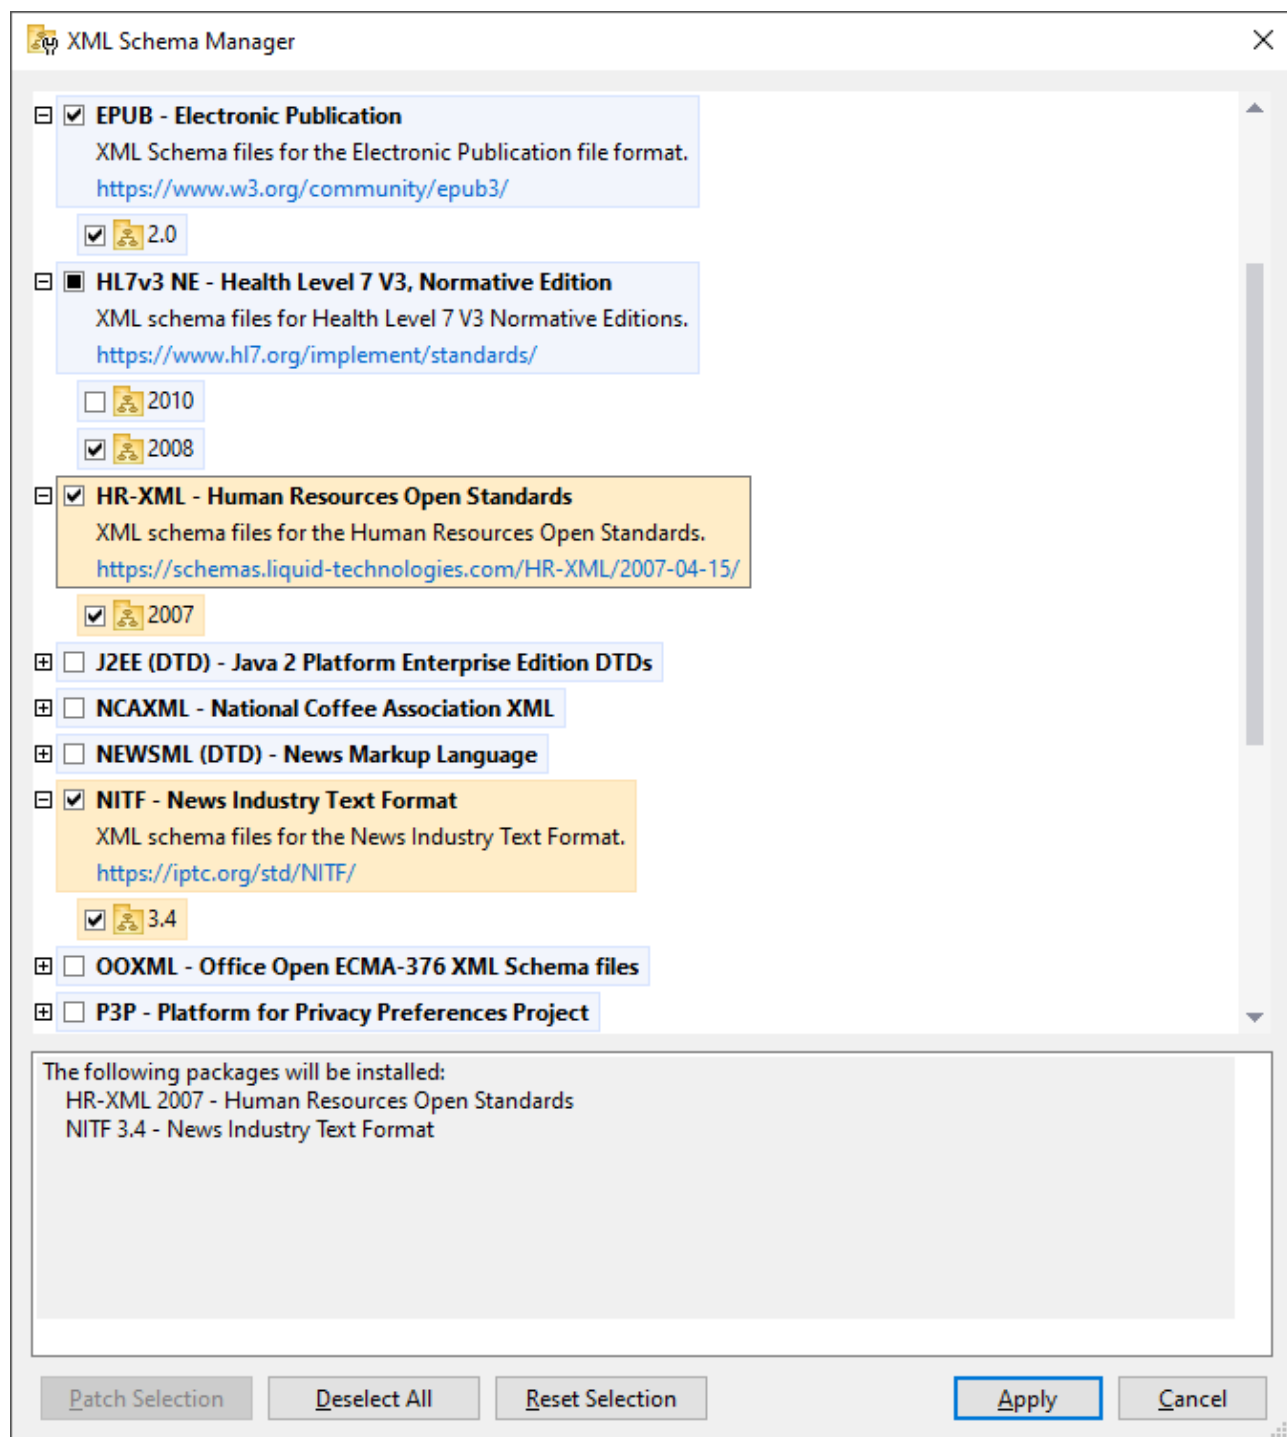 XML Schema Manager
EPUB - Electronic Publication
XML Schema files for the Electronic Publication file format.
https://www.w3.org/community/epub3/
2.0
HL7v3 NE - Health Level 7 V3, Normative Edition
XML schema files for Health Level 7 V3 Normative Editions.
https://www.hl7.org/implement/standards/
2010
2008
HR-XML - Human Resources Open Standards
XML schema files for the Human Resources Open Standards.
https://schemas.liquid-technologies.com/HR-XML/2007-04-15/
2007
J2EE (DTD) - Java 2 Platform Enterprise Edition DTDs
NCAXML - National Coffee Association XML
NEWSML (DTD) - News Markup Language
NITF - News Industry Text Format
XML schema files for the News Industry Text Format.
https://iptc.org/std/NITF/
3.4
OOXML - Office Open ECMA-376 XML Schema files
P3P - Platform for Privacy Preferences Project
The following packages will be installed:
HR-XML 2007 - Human Resources Open Standards
NITF 3.4 - News Industry Text Format
Patch Selection Deselect All Reset Selection Apply Cancel